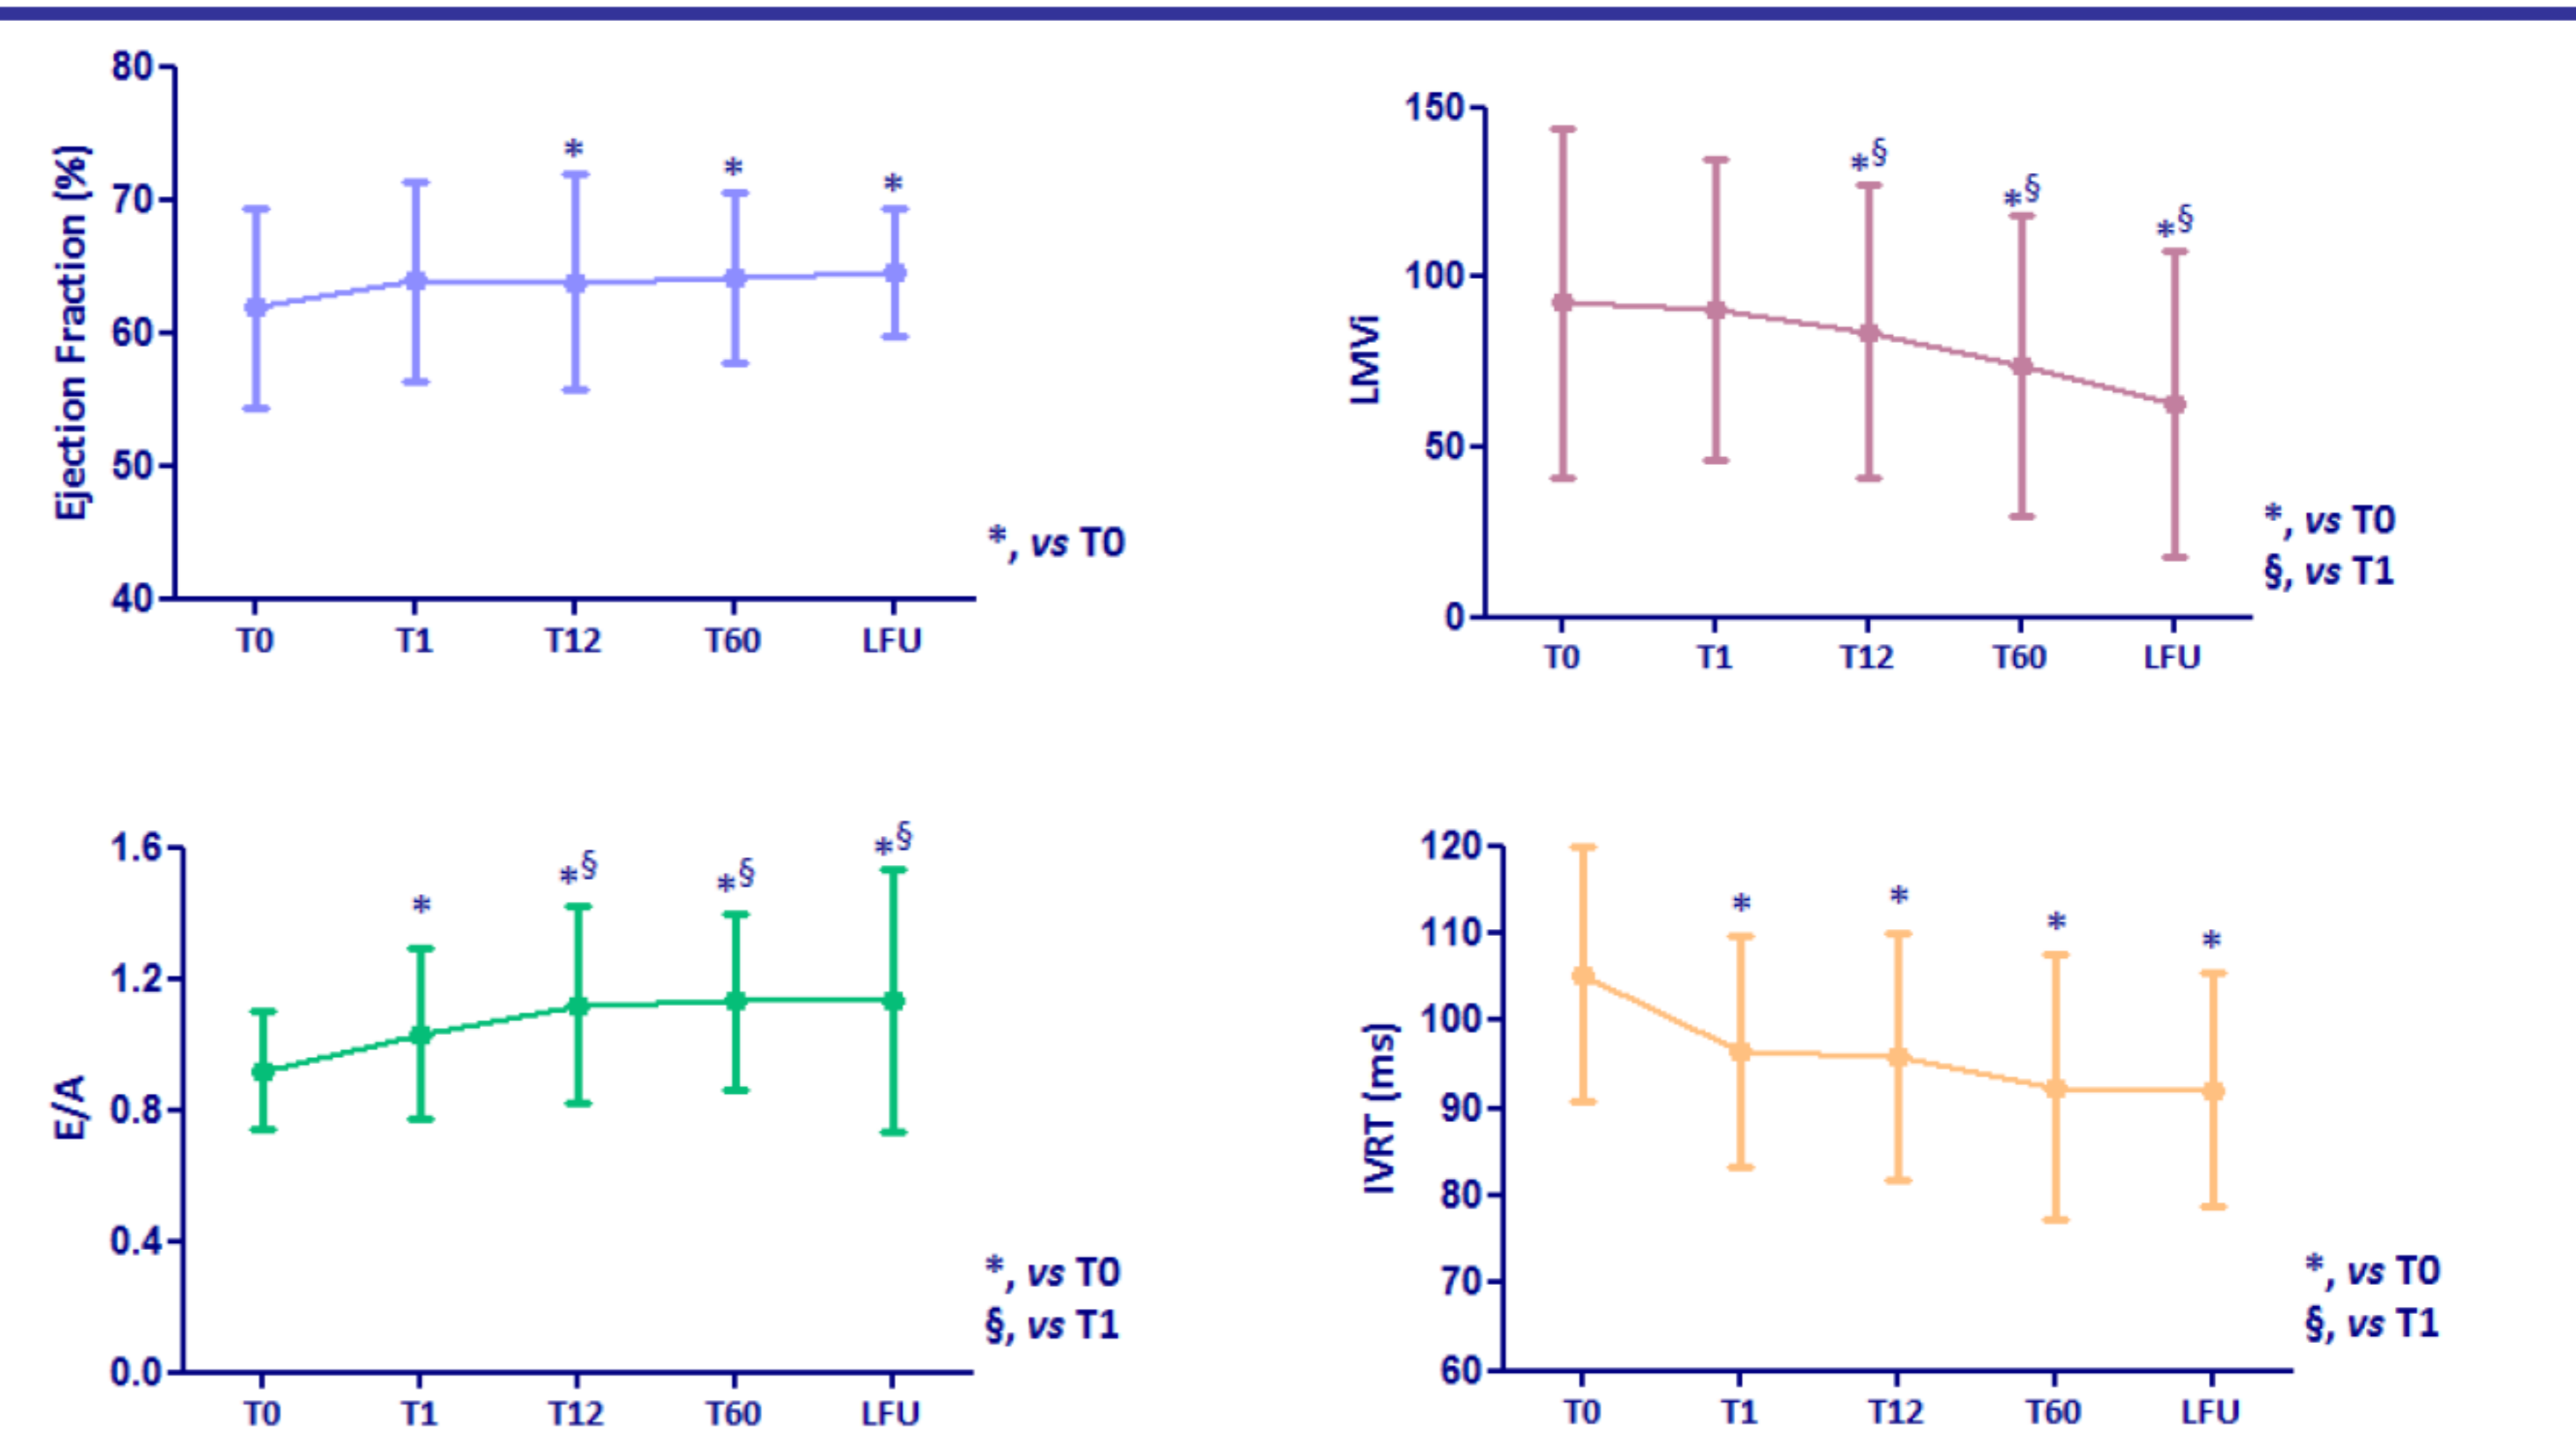 80
70
60
50
40
Ejection Fraction (%)
*
*
*
*, vs T0
T0 T1 T12 T60 LFU
150
100
50
0
LMVi
*§
*§
*§
*, vs T0
§, vs T1
T0 T1 T12 T60 LFU
1.6
1.2
0.8
0.4
0.0
E/A
*
*§
*§
*§
*, vs T0
§, vs T1
T0 T1 T12 T60 LFU
120
110
100
90
80
70
60
IVRT (ms)
*
*
*
*
*, vs T0
§, vs T1
T0 T1 T12 T60 LFU